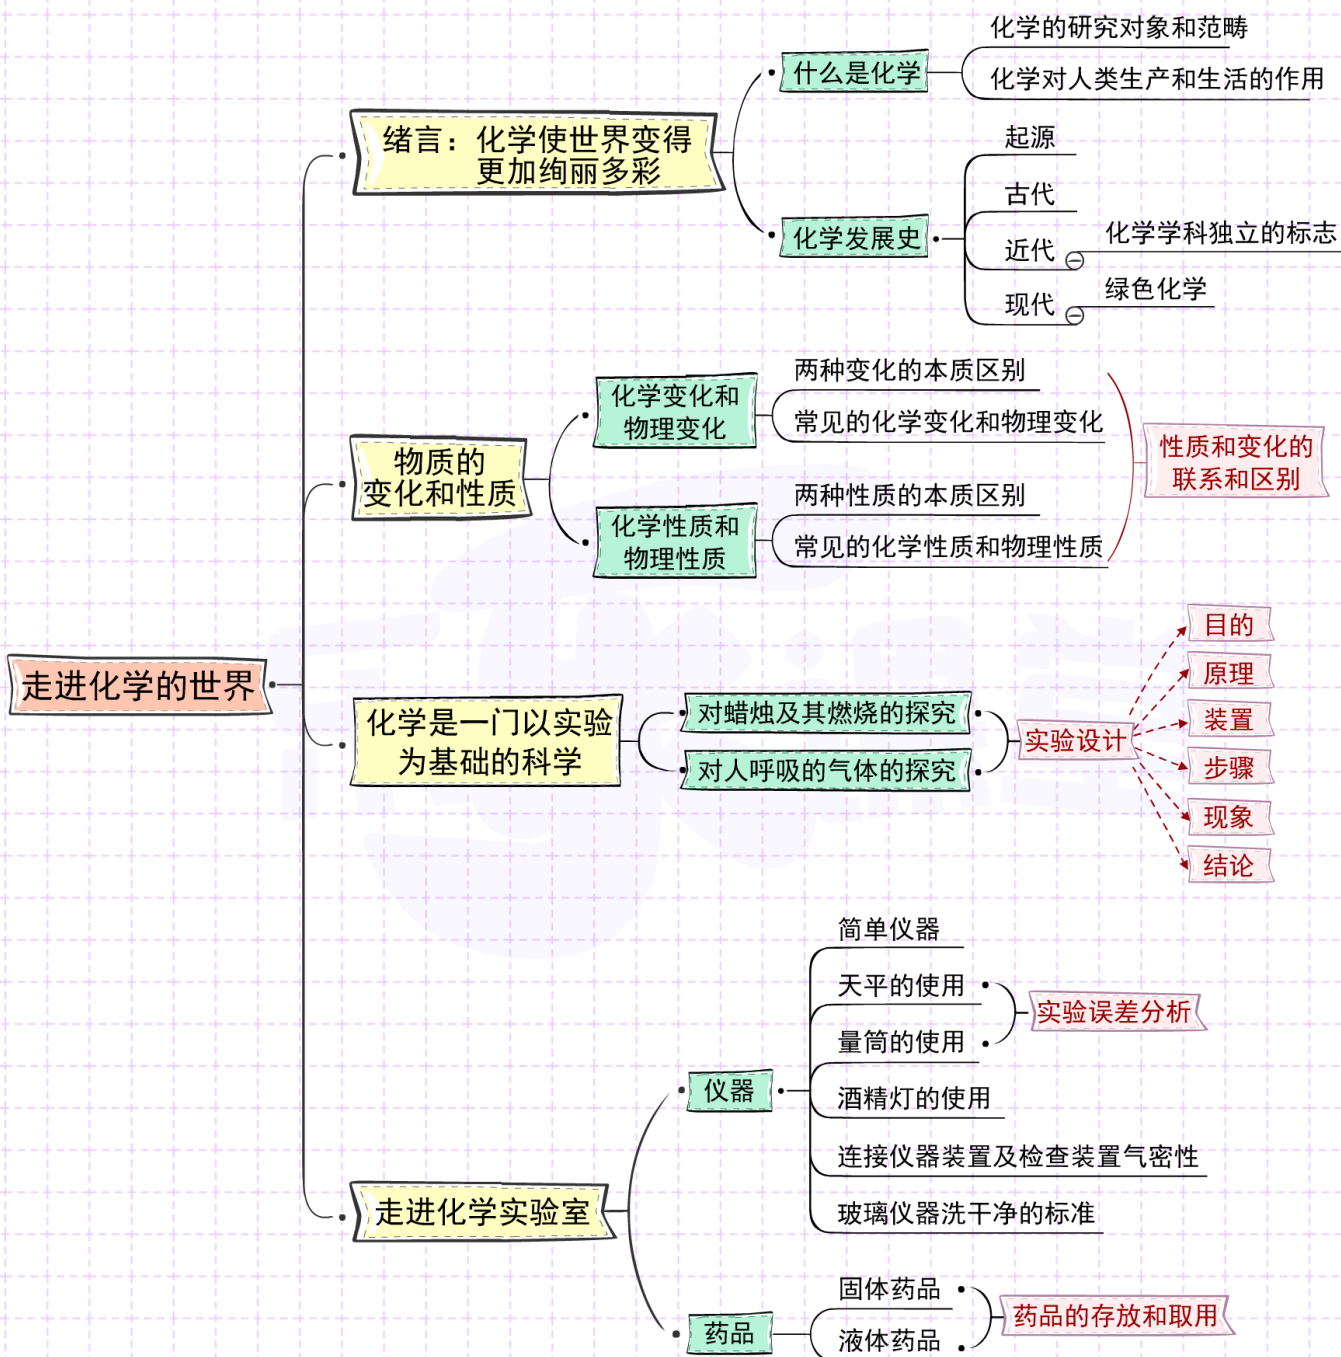 化学的研究对象和范畴
什么是化学
化学对人类生产和生活的作用
绪言：化学使世界变得
更加绚丽多彩
起源
古代
化学发展史
近代
化学学科独立的标志
现代
绿色化学
两种变化的本质区别
化学变化和
物理变化
常见的化学变化和物理变化
性质和变化的
联系和区别
物质的
变化和性质
两种性质的本质区别
化学性质和
物理性质
常见的化学性质和物理性质
走进化学的世界
化学是一门以实验
为基础的科学
对蜡烛及其燃烧的探究
对人呼吸的气体的探究
实验设计
目的
原理
装置
步骤
现象
结论
简单仪器
天平的使用
实验误差分析
量筒的使用
仪器
酒精灯的使用
连接仪器装置及检查装置气密性
走进化学实验室
玻璃仪器洗干净的标准
固体药品
药品的存放和取用
药品
液体药品